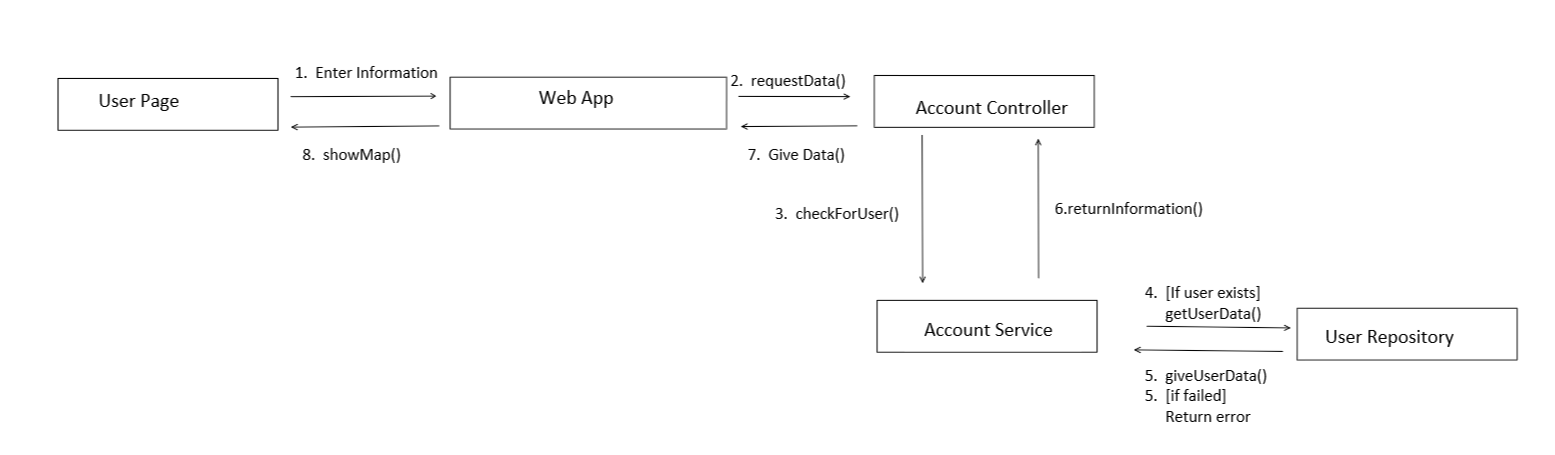 1. Enter Information
User Page
Web App
2. requestData()
Account Controller
8. showMap()
7. Give Data()
3. checkForUser()
6.returnInformation()
4. [If user exists]
getUserData()
Account Service
User Repository
5. giveUserData()
5. [if failed]
Return error